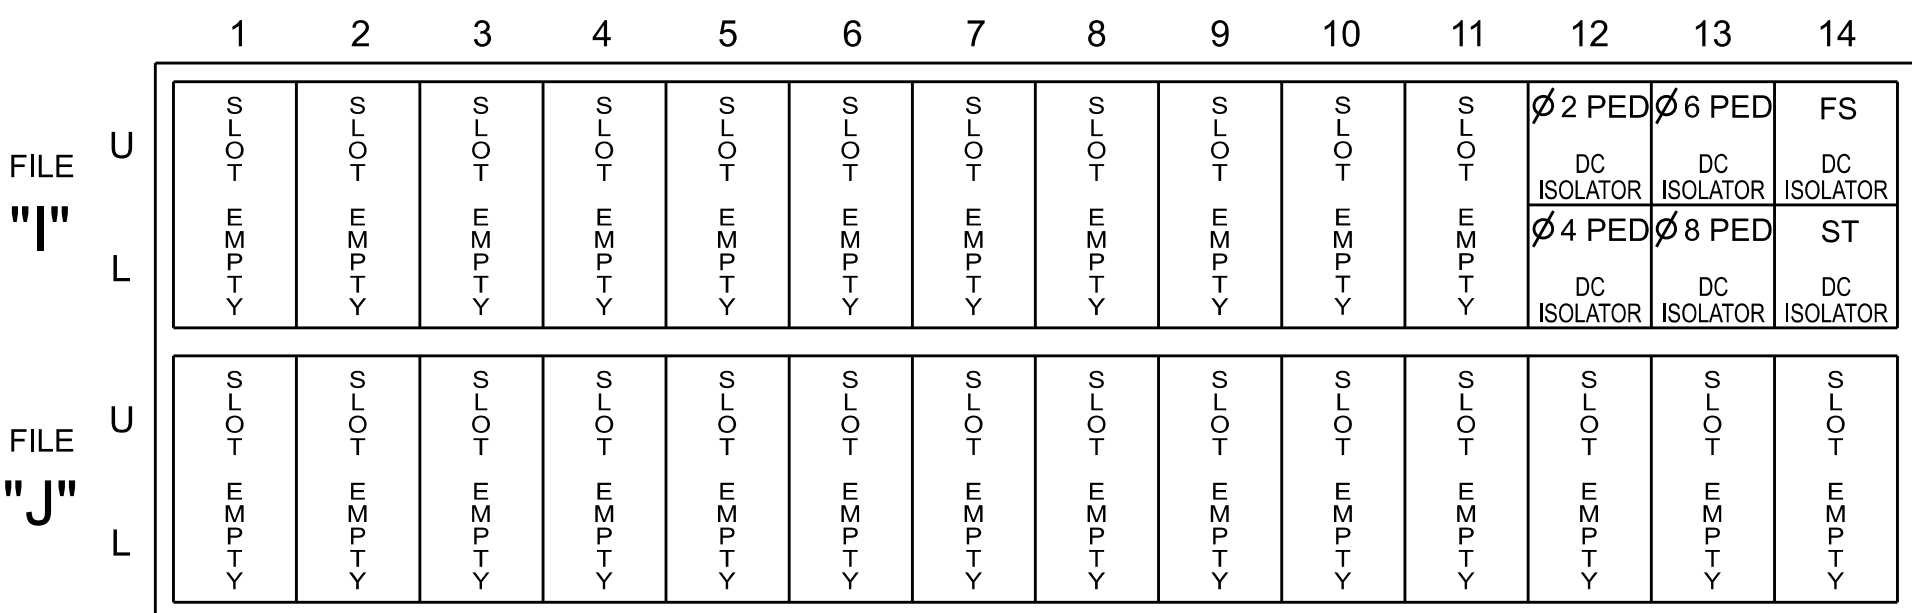 1 2 3 4 5 6 7 8 9 10 11 12 13 14
FILE
"I"
U
L
SLOT EMPTY
SLOT EMPTY
SLOT EMPTY
SLOT EMPTY
SLOT EMPTY
SLOT EMPTY
SLOT EMPTY
SLOT EMPTY
SLOT EMPTY
SLOT EMPTY
SLOT EMPTY
∅ 2 PED
DC
ISOLATOR
∅ 4 PED
DC
ISOLATOR
∅ 6 PED
DC
ISOLATOR
∅ 8 PED
DC
ISOLATOR
FS
DC
ISOLATOR
ST
DC
ISOLATOR
FILE
"J"
U
L
SLOT EMPTY
SLOT EMPTY
SLOT EMPTY
SLOT EMPTY
SLOT EMPTY
SLOT EMPTY
SLOT EMPTY
SLOT EMPTY
SLOT EMPTY
SLOT EMPTY
SLOT EMPTY
SLOT EMPTY
SLOT EMPTY
SLOT EMPTY